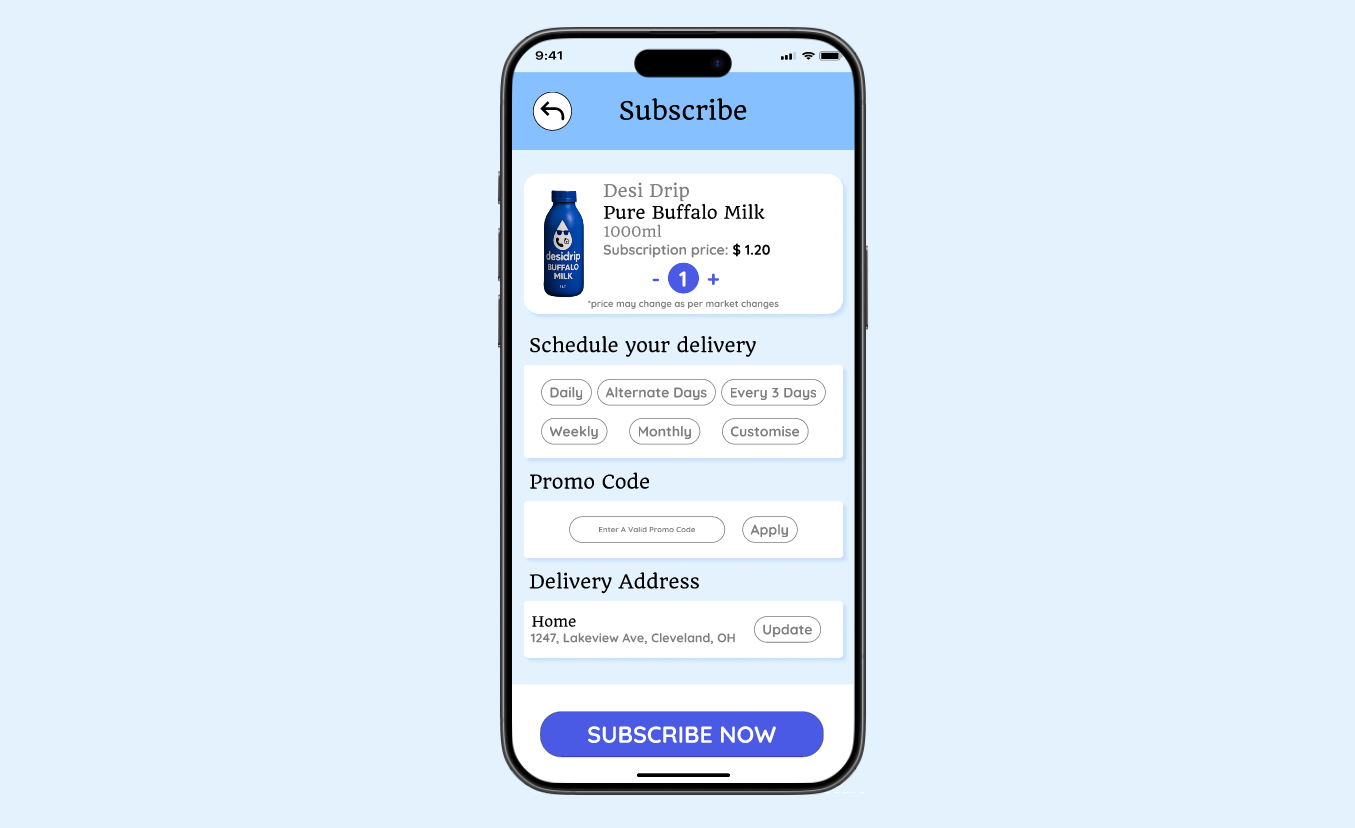 9:41
Subscribe
Desi Drip
Pure Buffalo Milk
1000ml
Subscription price: $ 1.20
- 1 +
*price may change as per market changes
desidrip
BUFFALO
MILK
Schedule your delivery
Daily Alternate Days Every 3 Days
Weekly Monthly Customise
Promo Code
Enter A Valid Promo Code Apply
Delivery Address
Home
1247, Lakeview Ave, Cleveland, OH
Update
SUBSCRIBE NOW